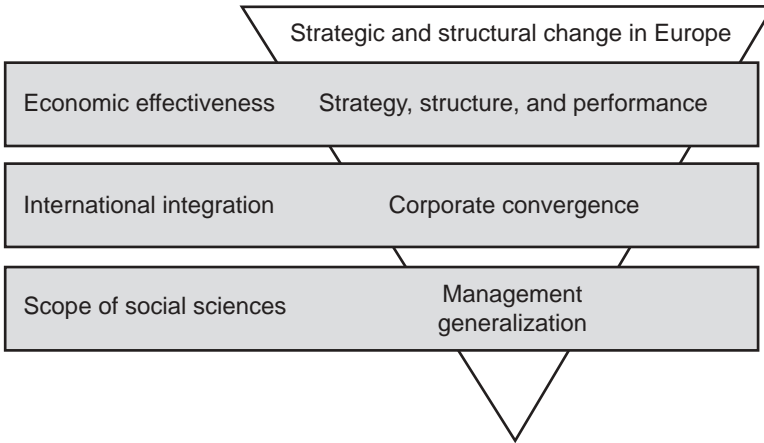 Strategic and structural change in Europe
Economic effectiveness Strategy, structure, and performance
International integration Corporate convergence
Scope of social sciences Management
generalization